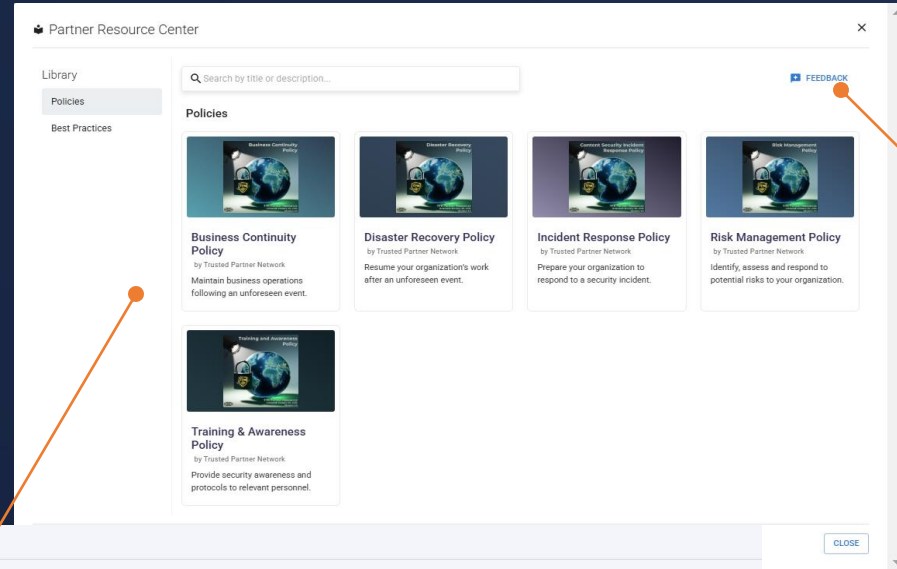 Partner Resource Center
Library
Policies
Best Practices
Search by title or description...
FEEDBACK
Policies
Business Continuity
Policy
Disaster Recovery
Policy
Content Security Incident
Response Policy
Risk Management
Policy
Business Continuity
Policy
by Trusted Partner Network
Maintain business operations
following an unforeseen event.
Disaster Recovery Policy
by Trusted Partner Network
Resume your organization's work
after an unforeseen event.
Incident Response Policy
by Trusted Partner Network
Prepare your organization to
respond to a security incident.
Risk Management Policy
by Trusted Partner Network
Identify, assess and respond to
potential risks to your organization.
Training and Awareness
Policy
Training & Awareness
Policy
by Trusted Partner Network
Provide security awareness and
protocols to relevant personnel.
CLOSE